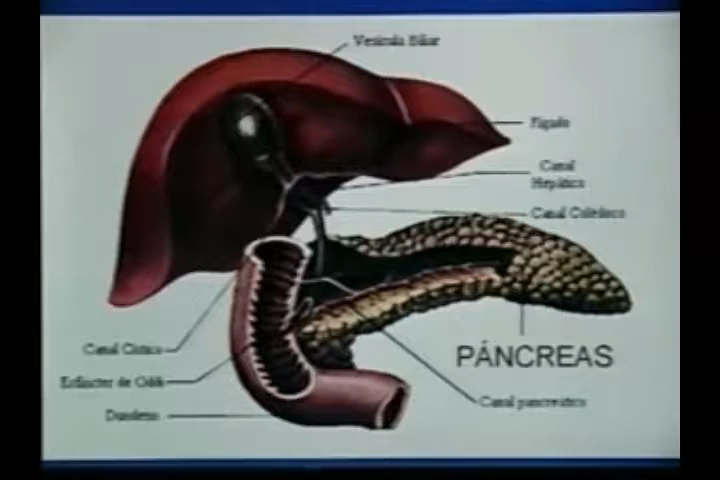 Vesícula Biliar
Fígado
Canal
Hepático
Canal Colédoco
Canal Cístico
PÁNCREAS
Esfíncter de Oddi
Canal pancreático
Duodeno